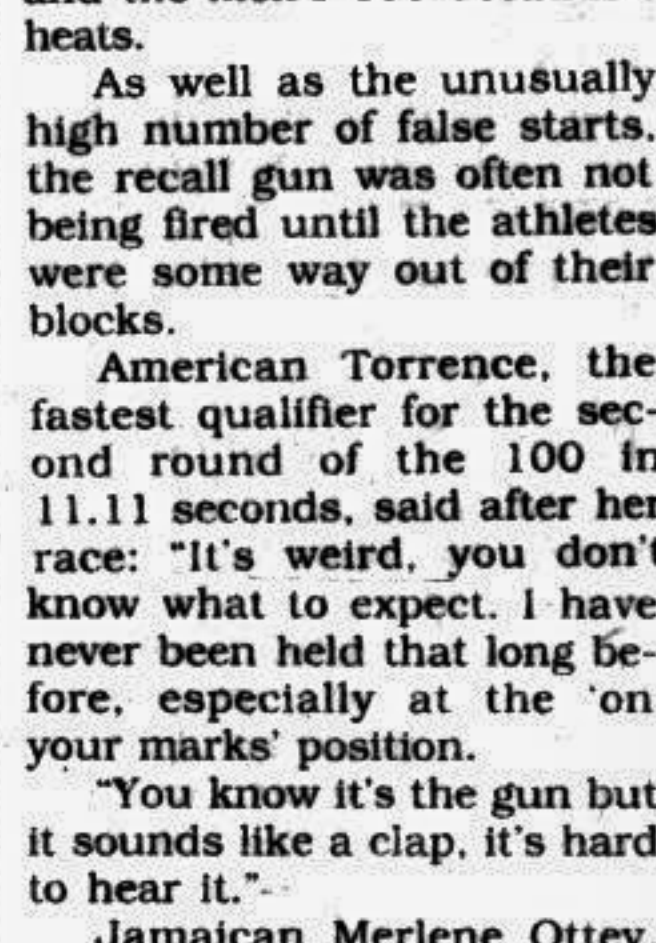 heats.
As well as the unusually
high number of false starts,
the recall gun was often not
being fired until the athletes
were some way out of their
blocks.
American Torrence, the
fastest qualifier for the sec-
ond round of the 100 in
11.11 seconds, said after her
race: "It's weird, you don't
know what to expect. I have
never been held that long be-
fore, especially at the 'on
your marks' position.
"You know it's the gun but
it sounds like a clap, it's hard
to hear it."
Jamaican Merlene Ottey,